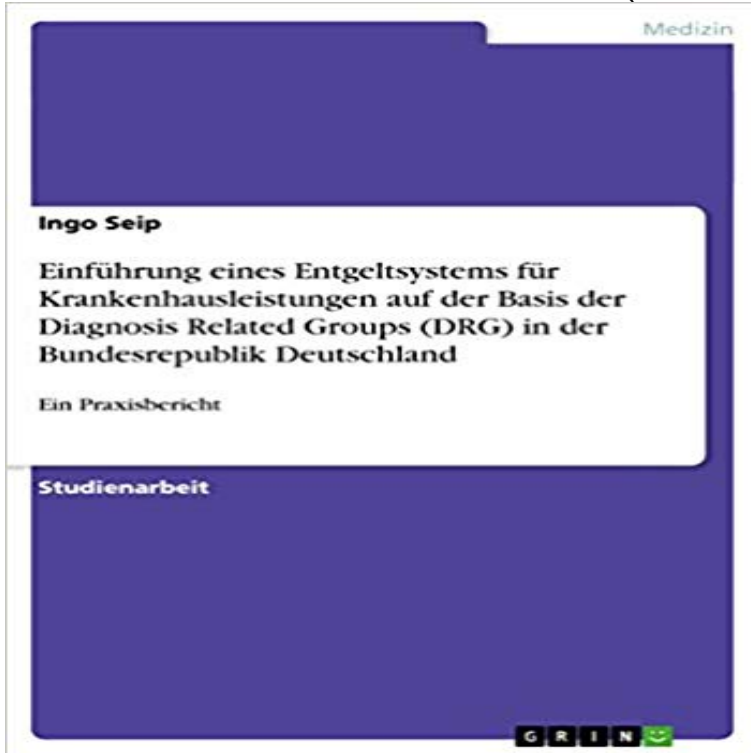 Medizin
Ingo Seip
Einführung eines Entgeltsystems für
Krankenhausleistungen auf der Basis der
Diagnosis Related Groups (DRG) in der
Bundesrepublik Deutschland
Ein Praxisbericht
Studienarbeit
GRIN